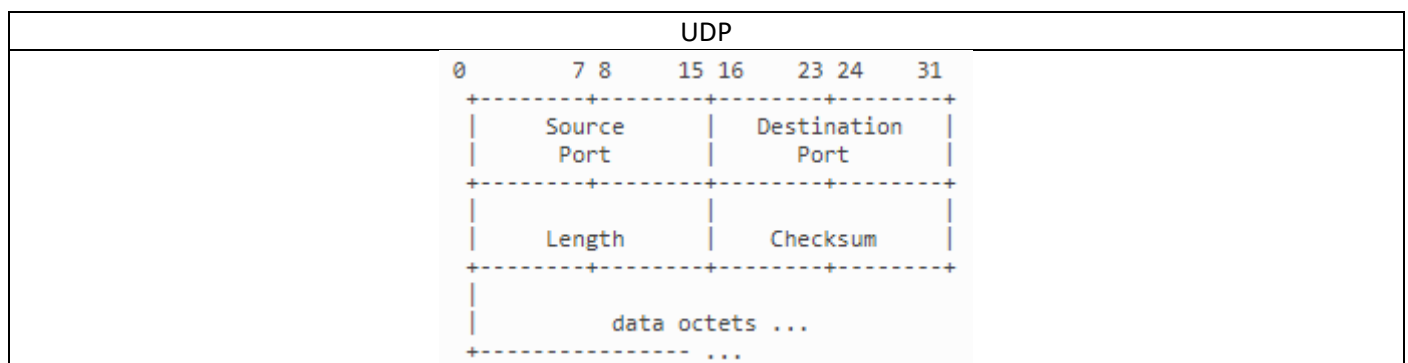 UDP
0        7 8     15 16    23 24    31
+--------+--------+--------+--------+
|     Source      |   Destination   |
|      Port       |      Port       |
+--------+--------+--------+--------+
|                 |                 |
|     Length      |    Checksum     |
+--------+--------+--------+--------+
|
|          data octets ...
+---------------- ...